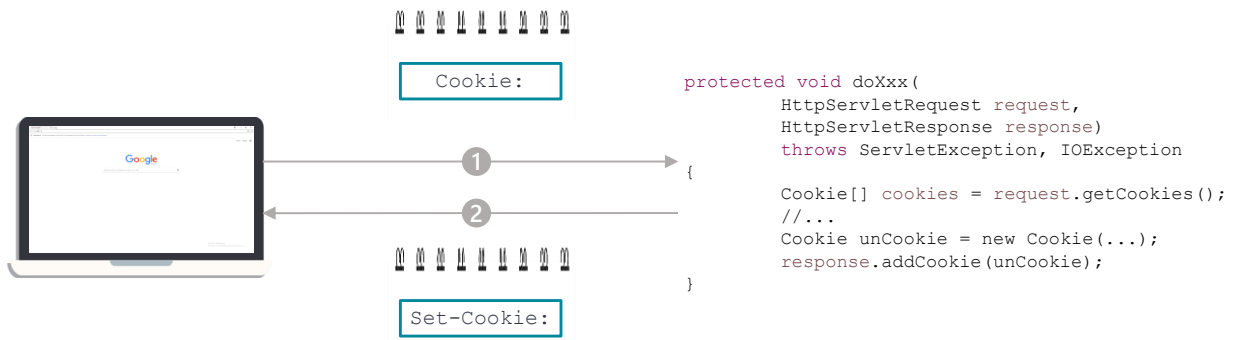 Cookie:
protected void doXxx(
HttpServletRequest request,
HttpServletResponse response)
throws ServletException, IOException
{
Cookie[] cookies = request.getCookies();
//...
Cookie unCookie = new Cookie(...);
response.addCookie(unCookie);
}
Google
1
2
Set-Cookie: